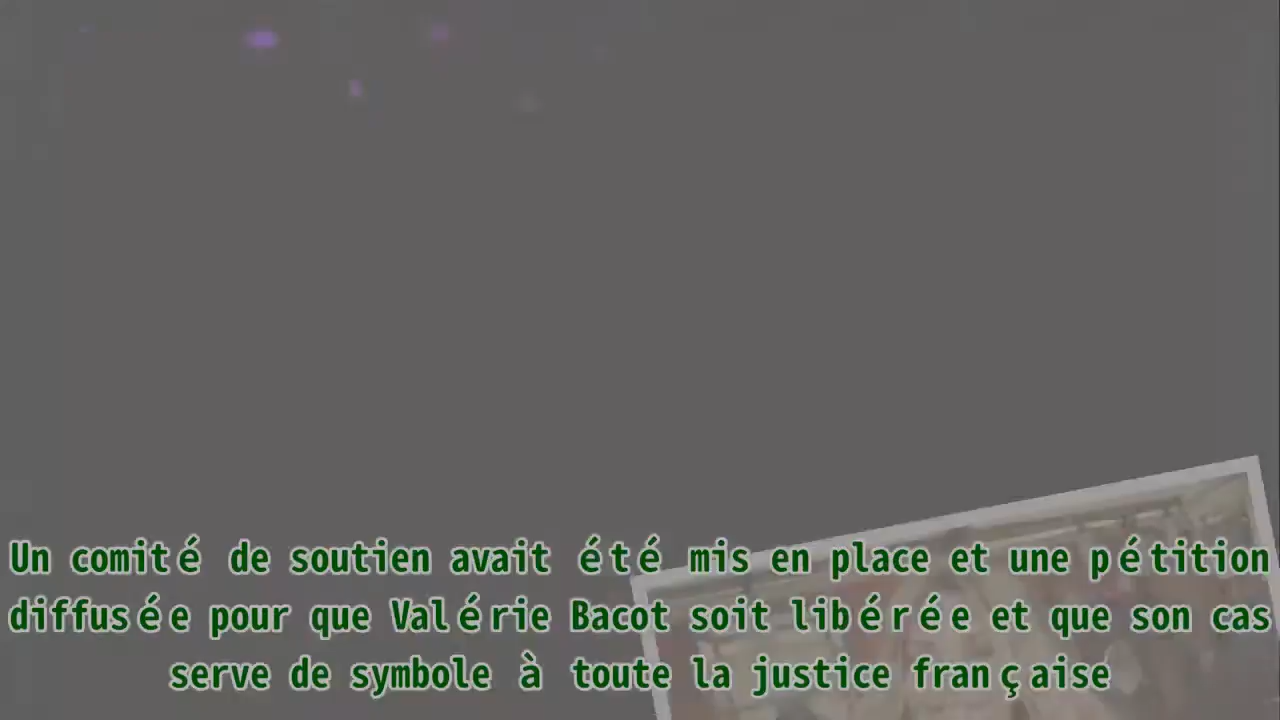 Un comité de soutien avait été mis en place et une pétition
diffusée pour que Valérie Bacot soit libérée et que son cas
serve de symbole à toute la justice française